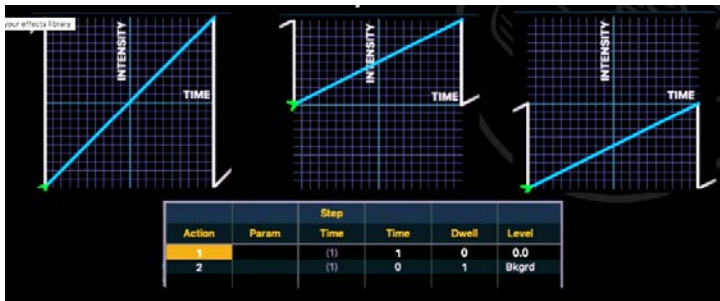 your effects library
INTENSITY
TIME
INTENSITY
TIME
INTENSITY
TIME
Step
Action Param Time Time Dwell Level
1 (1) 1 0 0.0
2 (1) 0 1 Bkgrd